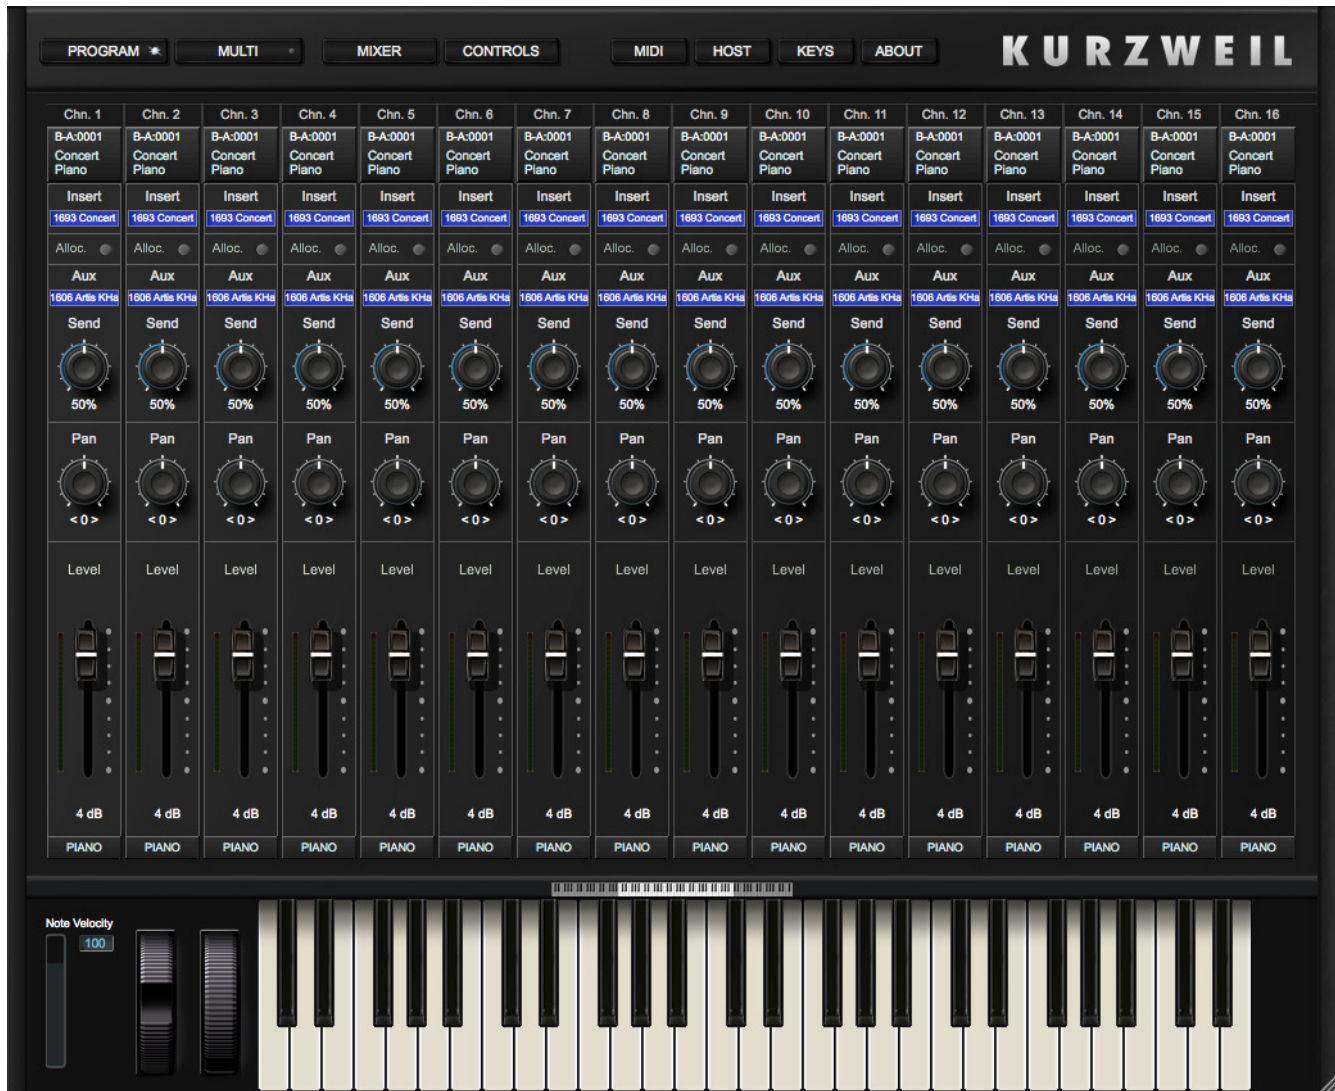 PROGRAM MULTI MIXER CONTROLS MIDI HOST KEYS ABOUT KURZWEIL
Chn. 1 Chn. 2 Chn. 3 Chn. 4 Chn. 5 Chn. 6 Chn. 7 Chn. 8 Chn. 9 Chn. 10 Chn. 11 Chn. 12 Chn. 13 Chn. 14 Chn. 15 Chn. 16
B-A:0001 B-A:0001 B-A:0001 B-A:0001 B-A:0001 B-A:0001 B-A:0001 B-A:0001 B-A:0001 B-A:0001 B-A:0001 B-A:0001 B-A:0001 B-A:0001 B-A:0001 B-A:0001
Concert Concert Concert Concert Concert Concert Concert Concert Concert Concert Concert Concert Concert Concert Concert Concert
Piano Piano Piano Piano Piano Piano Piano Piano Piano Piano Piano Piano Piano Piano Piano Piano
Insert Insert Insert Insert Insert Insert Insert Insert Insert Insert Insert Insert Insert Insert Insert Insert
1693 Concert 1693 Concert 1693 Concert 1693 Concert 1693 Concert 1693 Concert 1693 Concert 1693 Concert 1693 Concert 1693 Concert 1693 Concert 1693 Concert 1693 Concert 1693 Concert 1693 Concert 1693 Concert
Alloc. Alloc. Alloc. Alloc. Alloc. Alloc. Alloc. Alloc. Alloc. Alloc. Alloc. Alloc. Alloc. Alloc. Alloc. Alloc.
Aux Aux Aux Aux Aux Aux Aux Aux Aux Aux Aux Aux Aux Aux Aux Aux
1606 Artis KHa 1606 Artis KHa 1606 Artis KHa 1606 Artis KHa 1606 Artis KHa 1606 Artis KHa 1606 Artis KHa 1606 Artis KHa 1606 Artis KHa 1606 Artis KHa 1606 Artis KHa 1606 Artis KHa 1606 Artis KHa 1606 Artis KHa 1606 Artis KHa 1606 Artis KHa
Send Send Send Send Send Send Send Send Send Send Send Send Send Send Send Send
50% 50% 50% 50% 50% 50% 50% 50% 50% 50% 50% 50% 50% 50% 50% 50%
Pan Pan Pan Pan Pan Pan Pan Pan Pan Pan Pan Pan Pan Pan Pan Pan
<0> <0> <0> <0> <0> <0> <0> <0> <0> <0> <0> <0> <0> <0> <0> <0>
Level Level Level Level Level Level Level Level Level Level Level Level Level Level Level Level
4 dB 4 dB 4 dB 4 dB 4 dB 4 dB 4 dB 4 dB 4 dB 4 dB 4 dB 4 dB 4 dB 4 dB 4 dB 4 dB
PIANO PIANO PIANO PIANO PIANO PIANO PIANO PIANO PIANO PIANO PIANO PIANO PIANO PIANO PIANO PIANO
Note Velocity
100